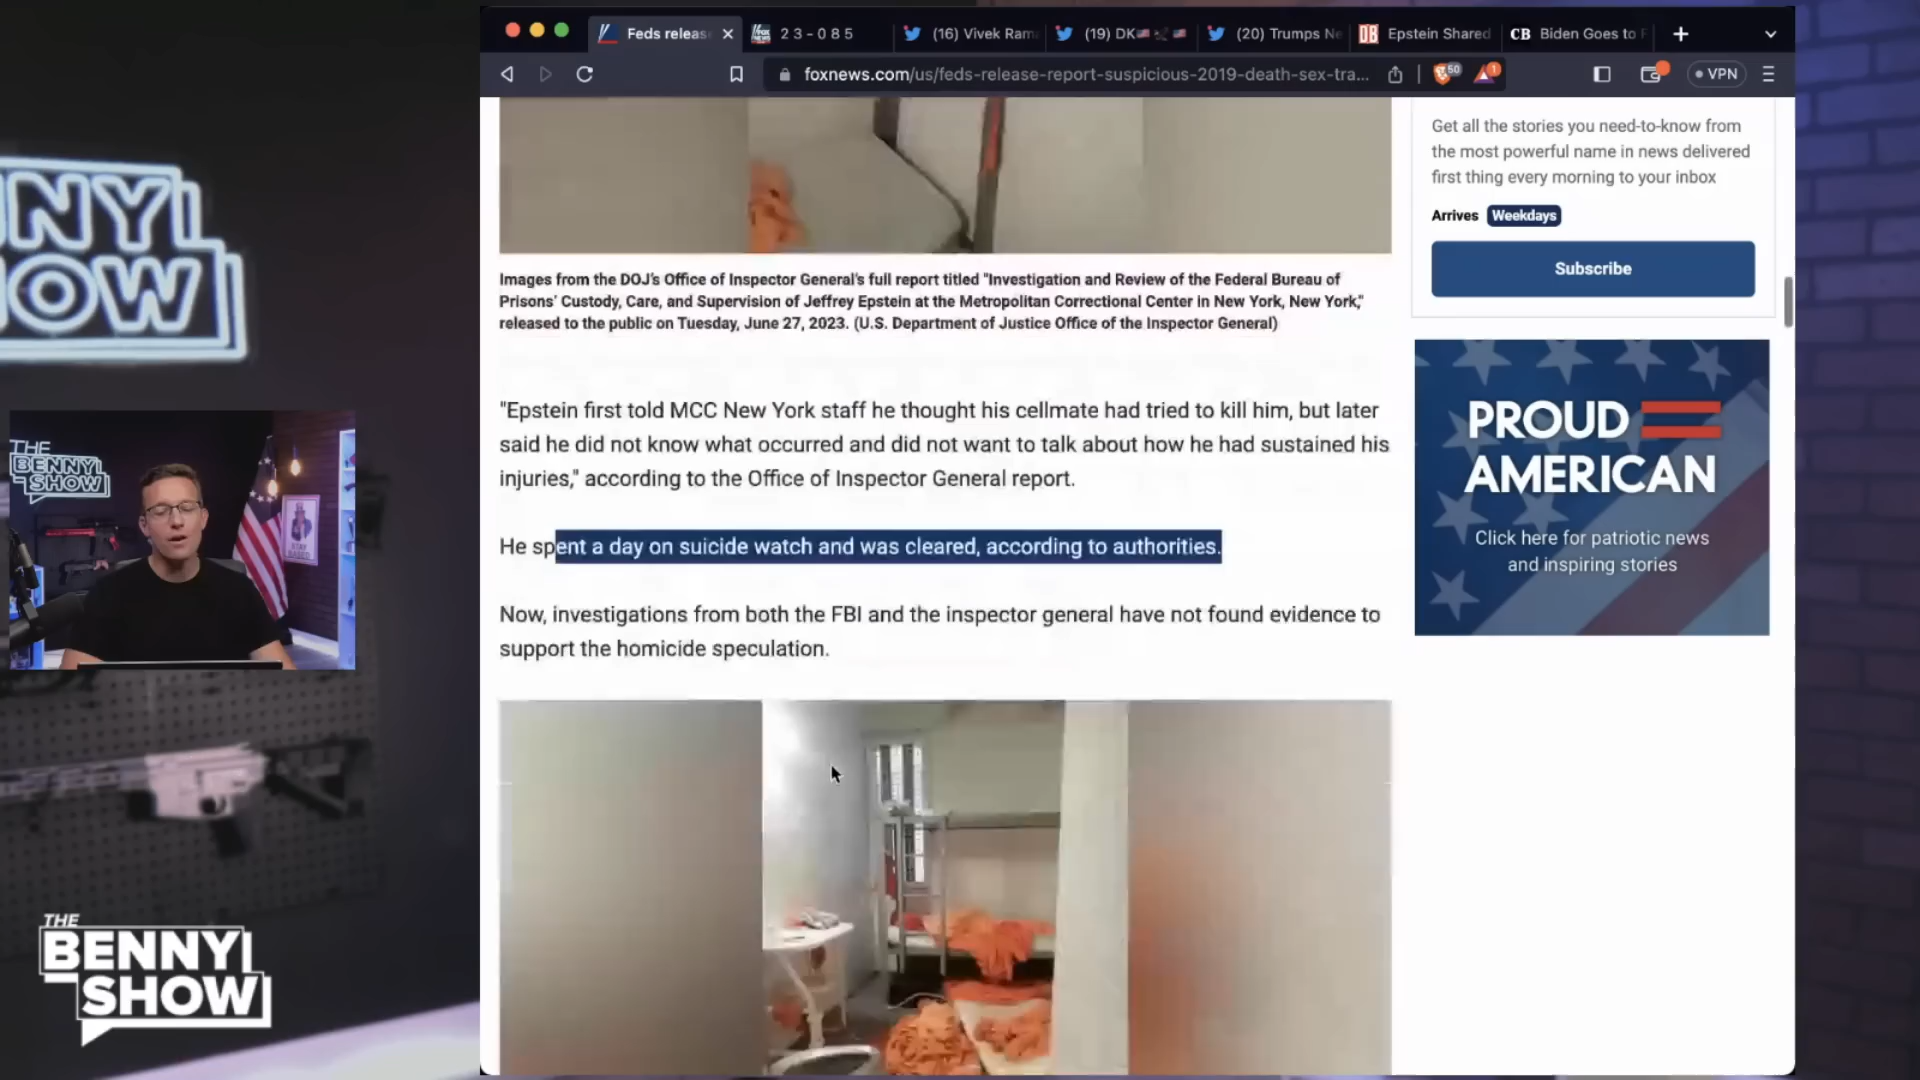 Feds releas
23-085
(16) Vivek Ram
(19) DK
(20) Trumps Ne
Epstein Shared
CB Biden Goes to F
foxnews.com/us/feds-release-report-suspicious-2019-death-sex-tra...
50
1
VPN
NY
OW
Get all the stories you need-to-know from
the most powerful name in news delivered
first thing every morning to your inbox
Arrives Weekdays
Subscribe
Images from the DOJ's Office of Inspector General's full report titled "Investigation and Review of the Federal Bureau of
Prisons' Custody, Care, and Supervision of Jeffrey Epstein at the Metropolitan Correctional Center in New York, New York,"
released to the public on Tuesday, June 27, 2023. (U.S. Department of Justice Office of the Inspector General)
"Epstein first told MCC New York staff he thought his cellmate had tried to kill him, but later
said he did not know what occurred and did not want to talk about how he had sustained his
injuries," according to the Office of Inspector General report.
He spent a day on suicide watch and was cleared, according to authorities.
Now, investigations from both the FBI and the inspector general have not found evidence to
support the homicide speculation.
PROUD
AMERICAN
Click here for patriotic news
and inspiring stories
THE
BENNY
SHOW
STAY
BASED
THE
BENNY
SHOW